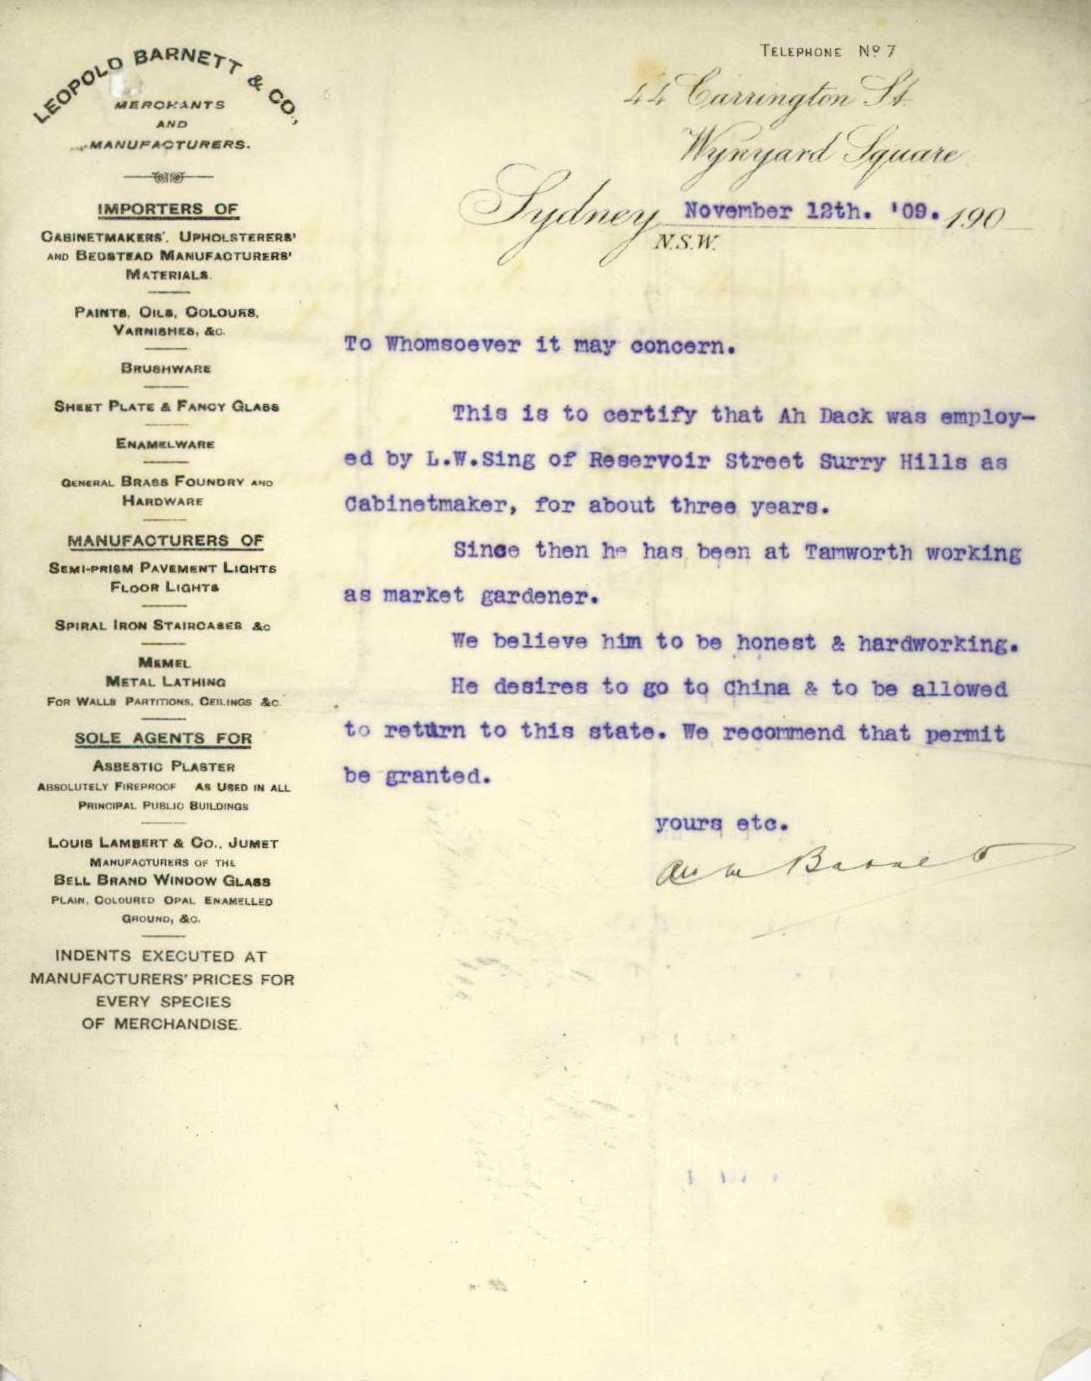 LEOPOLD BARNETT & CO.,
MERCHANTS
AND
MANUFACTURERS.
IMPORTERS OF
CABINETMAKERS', UPHOLSTERERS'
AND BEDSTEAD MANUFACTURERS'
MATERIALS.
PAINTS, OILS, COLOURS,
VARNISHES, &C.
BRUSHWARE
SHEET PLATE & FANCY GLASS
ENAMELWARE
GENERAL BRASS FOUNDRY AND
HARDWARE
MANUFACTURERS OF
SEMI-PRISM PAVEMENT LIGHTS
FLOOR LIGHTS
SPIRAL IRON STAIRCASES &C
MEMEL
METAL LATHING
FOR WALLS PARTITIONS, CEILINGS &C.
SOLE AGENTS FOR
ASBESTIC PLASTER
ABSOLUTELY FIREPROOF AS USED IN ALL
PRINCIPAL PUBLIC BUILDINGS
LOUIS LAMBERT & CO., JUMET
MANUFACTURERS OF THE
BELL BRAND WINDOW GLASS
PLAIN, COLOURED OPAL ENAMELLED
GROUND, &C.
INDENTS EXECUTED AT
MANUFACTURERS' PRICES FOR
EVERY SPECIES
OF MERCHANDISE.
TELEPHONE No 7
44 Carrington St.
Wynyard Square
Sydney November 12th. '09. 190
N.S.W.
To Whomsoever it may concern.
This is to certify that Ah Dack was employ-
ed by L.W.Sing of Reservoir Street Surry Hills as
Cabinetmaker, for about three years.
Since then he has been at Tamworth working
as market gardener.
We believe him to be honest & hardworking.
He desires to go to China & to be allowed
to return to this state. We recommend that permit
be granted.
yours etc.
Barnett